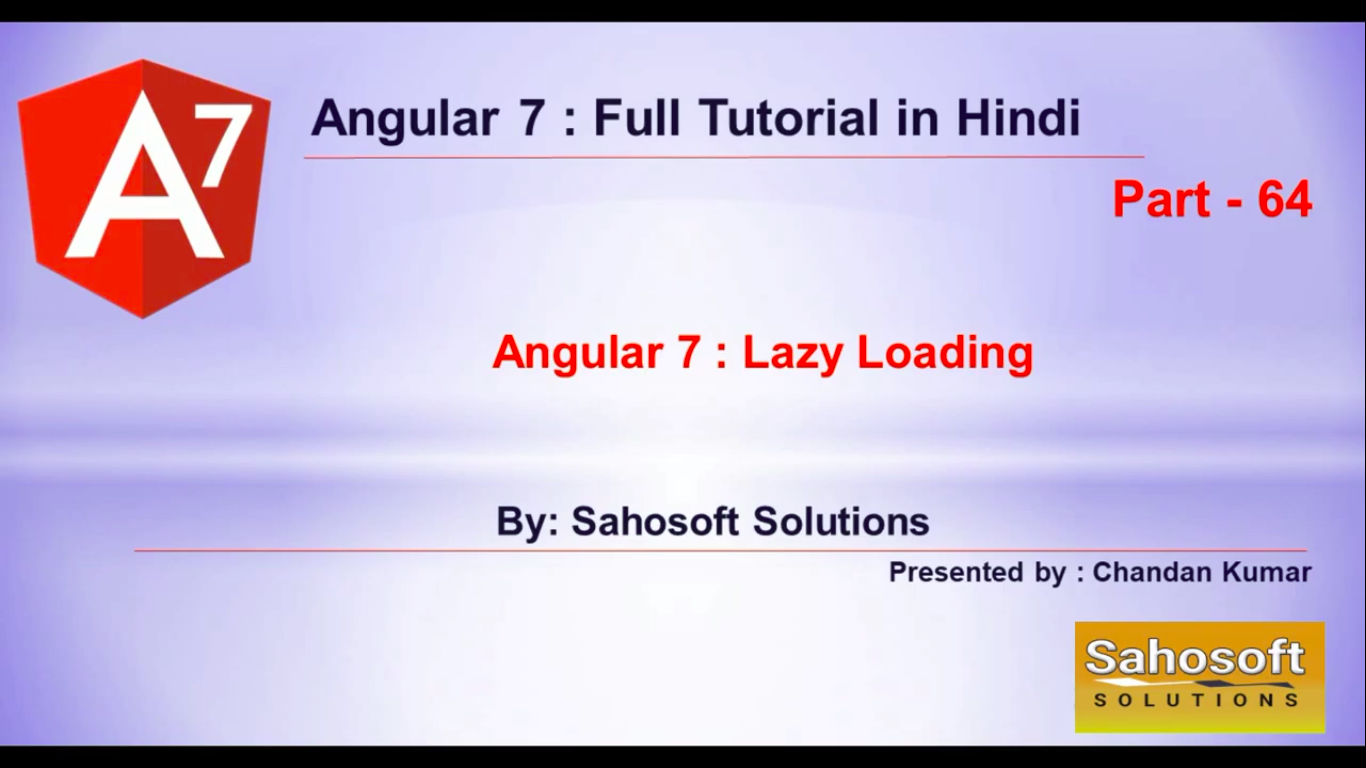 A7
Angular 7 : Full Tutorial in Hindi
Part - 64
Angular 7 : Lazy Loading
By: Sahosoft Solutions
Presented by : Chandan Kumar
Sahosoft
SOLUTIONS